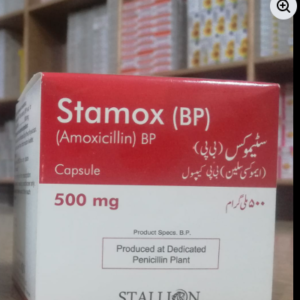 Stamox (BP)
سٹیموکس (بی پی)
(Amoxicillin) BP
(ایموکسی سلین) بی پی کیپسول
Capsule
500 mg
۵۰۰ ملی گرام
Product Specs. B.P.
Produced at Dedicated
Penicillin Plant
STALLION